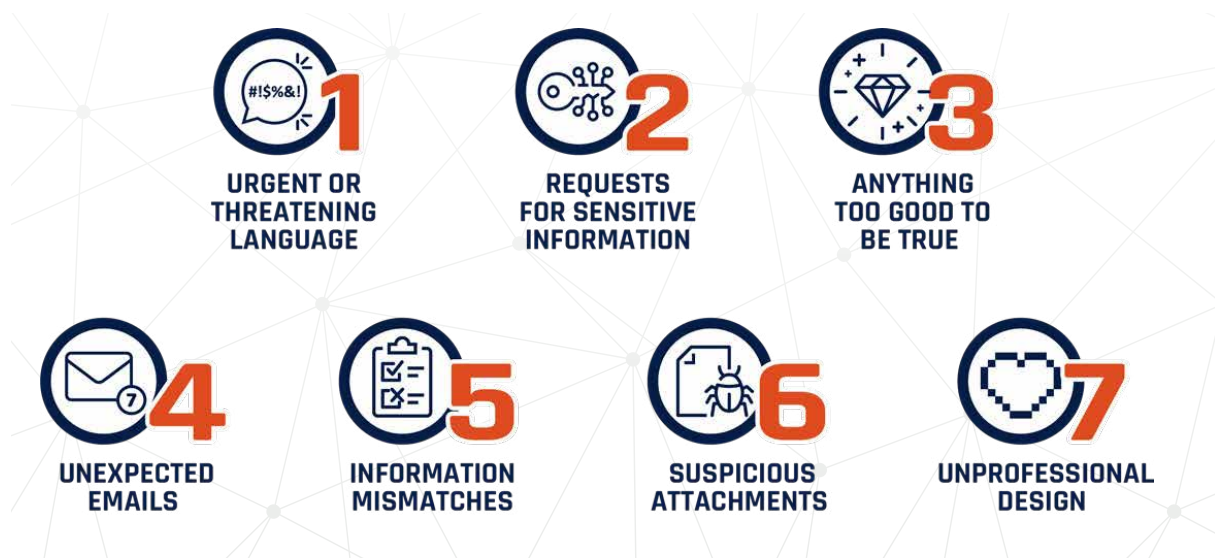 #!$%&!
1
URGENT OR
THREATENING
LANGUAGE
2
REQUESTS
FOR SENSITIVE
INFORMATION
3
ANYTHING
TOO GOOD TO
BE TRUE
7
4
UNEXPECTED
EMAILS
5
INFORMATION
MISMATCHES
6
SUSPICIOUS
ATTACHMENTS
7
UNPROFESSIONAL
DESIGN